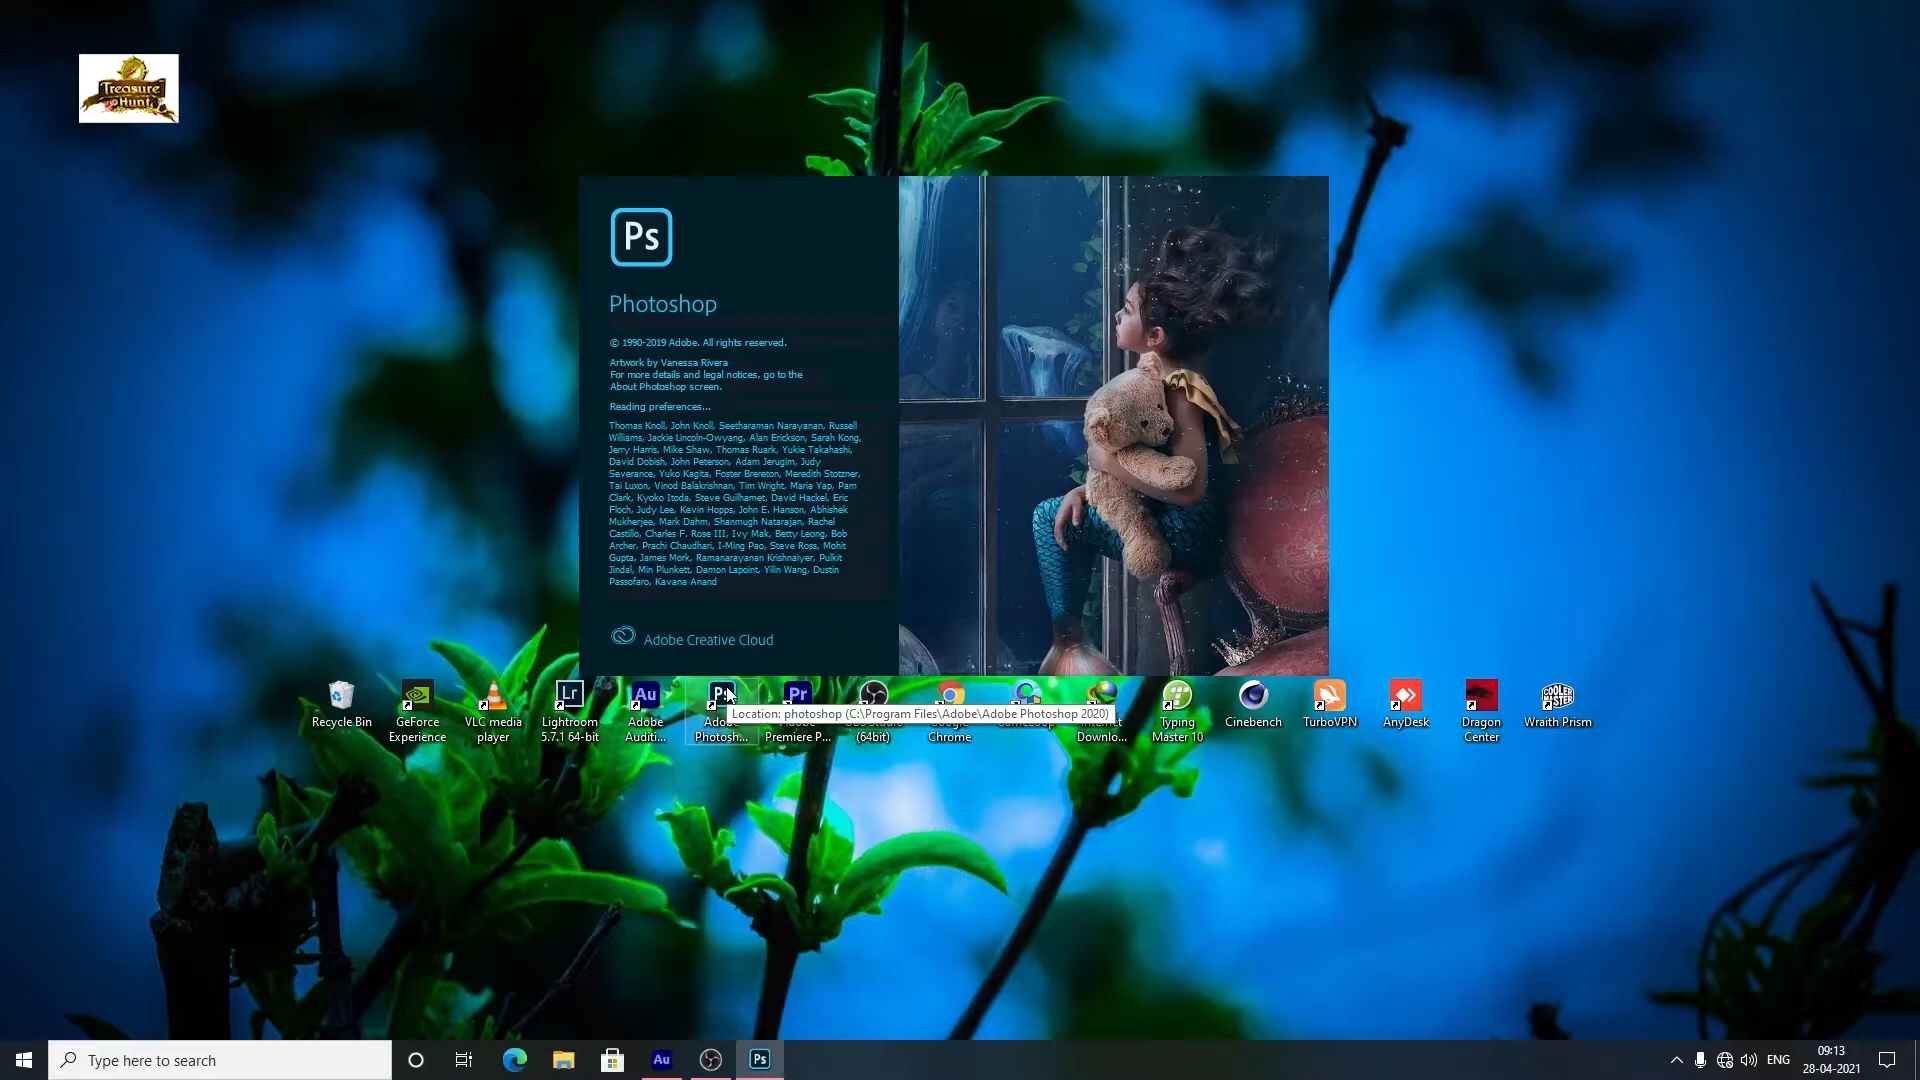 Treasure
Hunt
Ps
Photoshop
© 1990-2019 Adobe. All rights reserved.
Artwork by Vanessa Rivera
For more details and legal notices, go to the
About Photoshop screen.
Reading preferences...
Thomas Knoll, John Knoll, Seetharaman Narayanan, Russell
Williams, Jackie Lincoln-Owyang, Alan Erickson, Sarah Kong,
Jerry Harris, Mike Shaw, Thomas Ruark, Yukie Takahashi,
David Dobish, John Peterson, Adam Jerugim, Judy
Severance, Yuko Kagita, Foster Brereton, Meredith Stotzner,
Tai Luxon, Vinod Balakrishnan, Tim Wright, Maria Yap, Pam
Clark, Kyoko Itoda, Steve Guilhamet, David Hackel, Eric
Floch, Judy Lee, Kevin Hopps, John E. Hanson, Abhishek
Mukherjee, Mark Dahm, Shanmugh Natarajan, Rachel
Castillo, Charles F. Rose III, Ivy Mak, Betty Leong, Bob
Archer, Prachi Chaudhari, I-Ming Pao, Steve Ross, Mohit
Gupta, James Mork, Ramanarayanan Krishnaiyer, Pulkit
Jindal, Min Plunkett, Damon Lapoint, Yilin Wang, Dustin
Passofaro, Kavana Anand
Adobe Creative Cloud
Lr
Au
Ps
Pr
COOLER
MASTER
Location: photoshop (C:\Program Files\Adobe\Adobe Photoshop 2020)
Recycle Bin
GeForce
Experience
VLC media
player
Lightroom
5.7.1 64-bit
Adobe
Auditi...
Adobe
Photosh...
Premiere P...
(64bit)
Chrome
Downlo...
Typing
Master 10
Cinebench
TurboVPN
AnyDesk
Dragon
Center
Wraith Prism
Type here to search
Au
Ps
ENG
09:13
28-04-2021